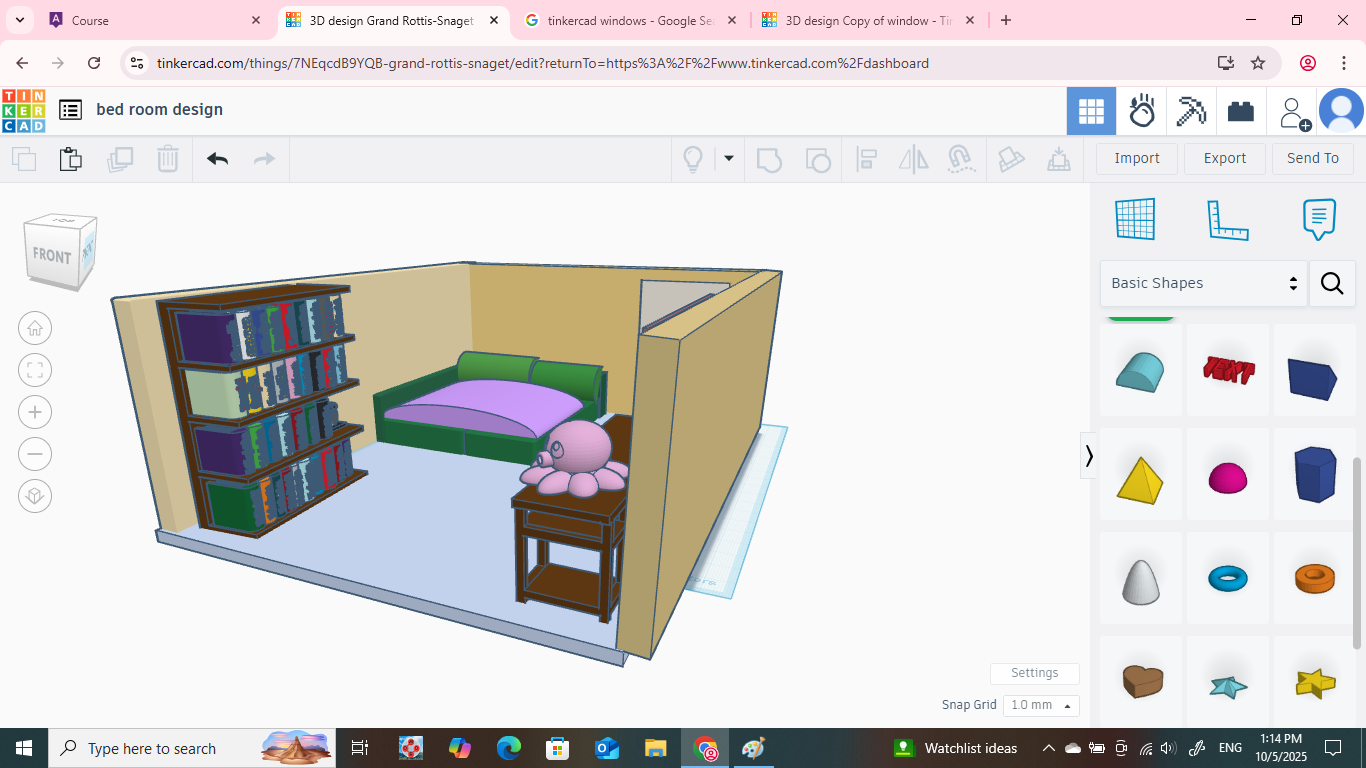 Course
3D design Grand Rottis-Snaget
tinkercad windows - Google Se
3D design Copy of window - Tin
tinkercad.com/things/7NEqcdB9YQB-grand-rottis-snaget/edit?returnTo=https%3A%2F%2Fwww.tinkercad.com%2Fdashboard
TIN
KER
CAD
bed room design
Import
Export
Send To
TOP
FRONT
Basic Shapes
TEXT
Settings
Snap Grid
1.0 mm
Type here to search
Watchlist ideas
ENG
1:14 PM
10/5/2025